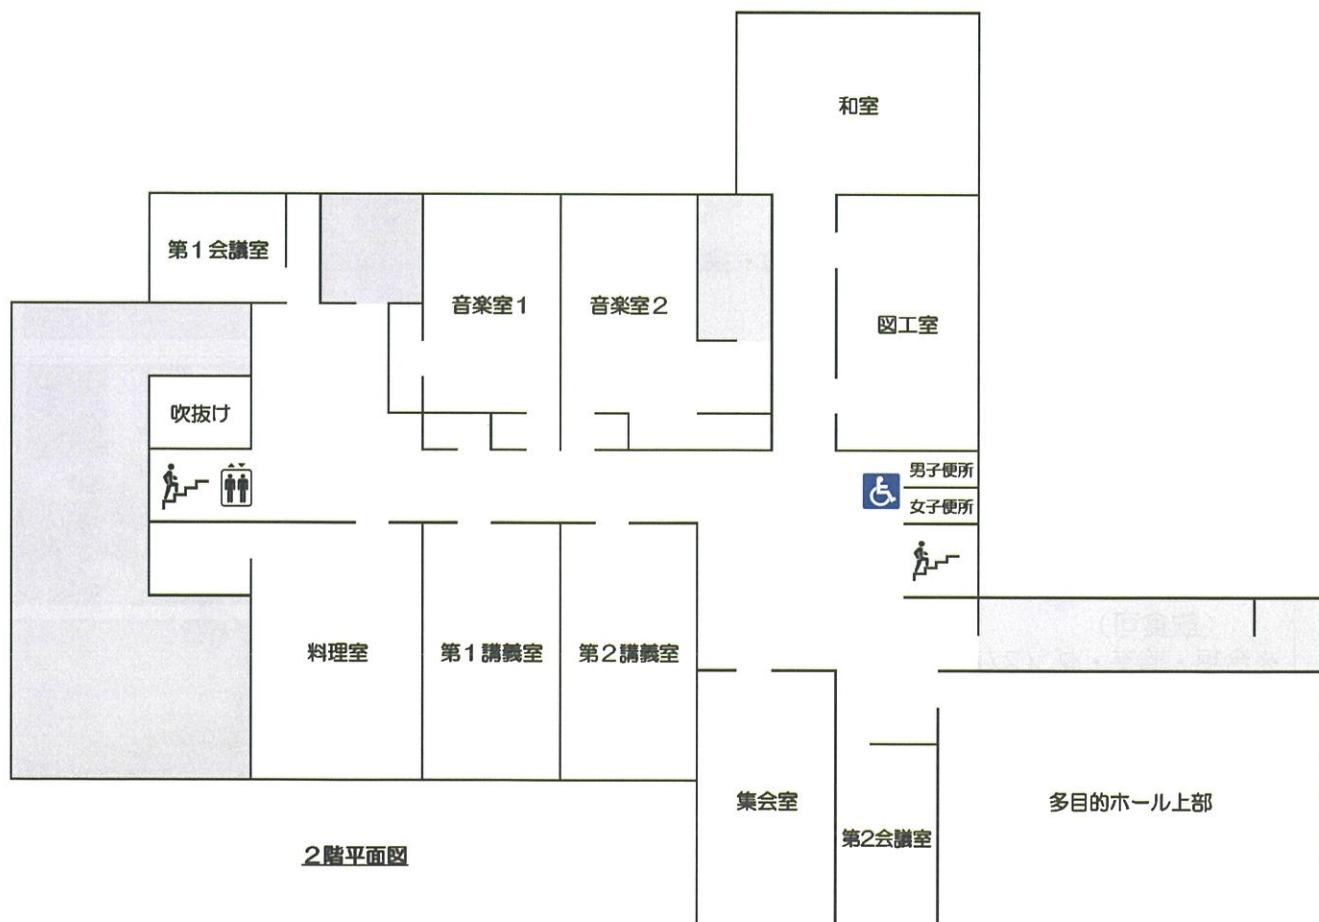 和室
第1会議室
音楽室1
音楽室2
図工室
吹抜け
男子便所
女子便所
料理室
第1講義室
第2講義室
集会室
第2会議室
多目的ホール上部
2階平面図